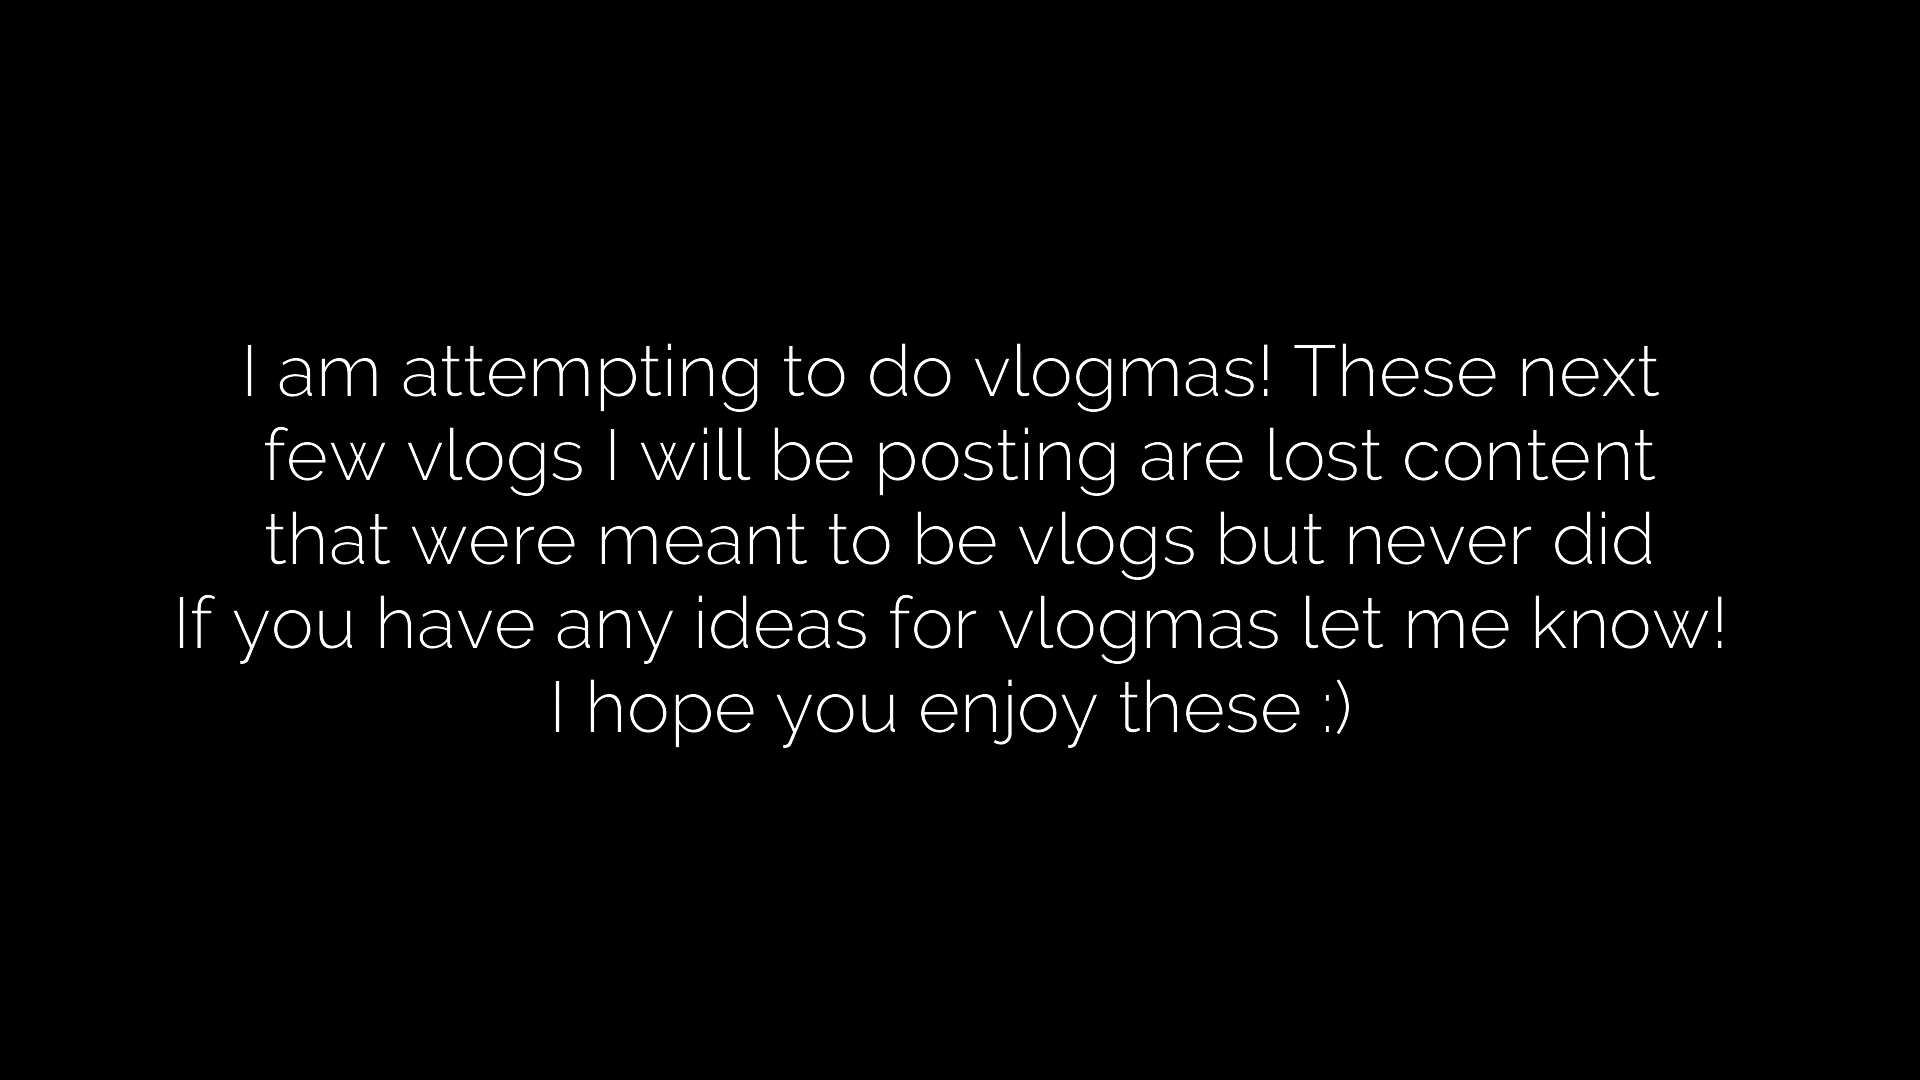 I am attempting to do vlogmas! These next
few vlogs I will be posting are lost content
that were meant to be vlogs but never did
If you have any ideas for vlogmas let me know!
I hope you enjoy these :)